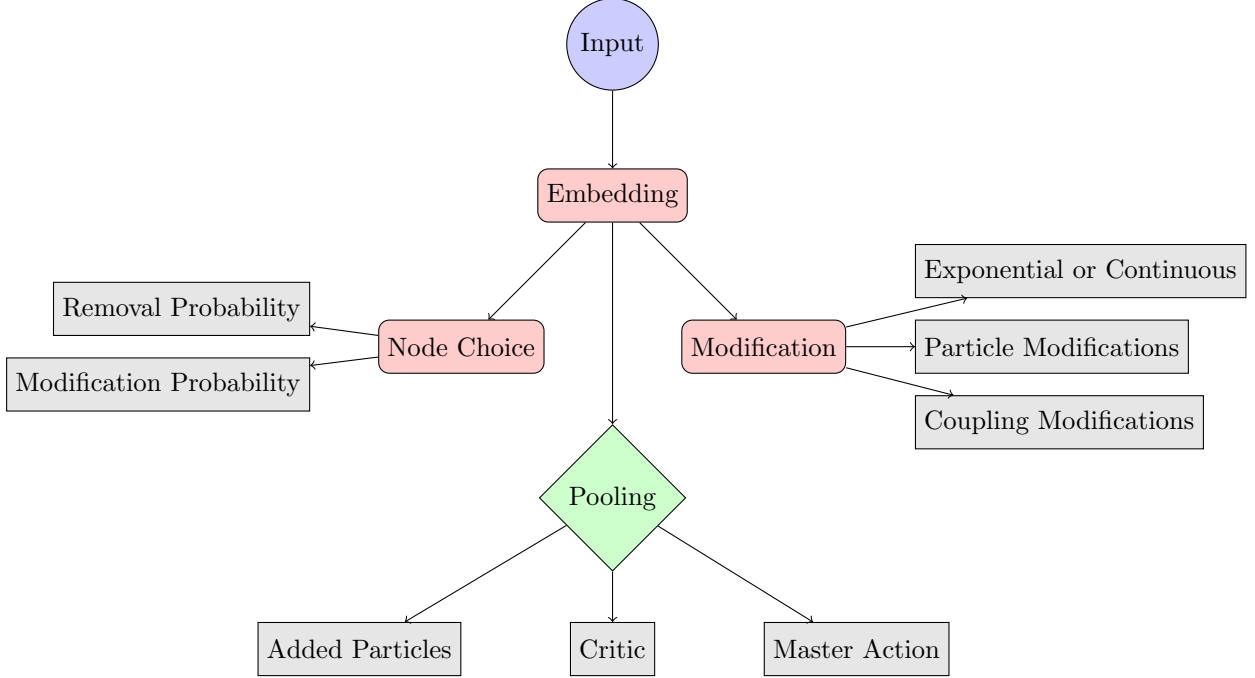 Input
Embedding
Exponential or Continuous
Removal Probability
Node Choice
Modification
Particle Modifications
Modification Probability
Coupling Modifications
Pooling
Added Particles
Critic
Master Action